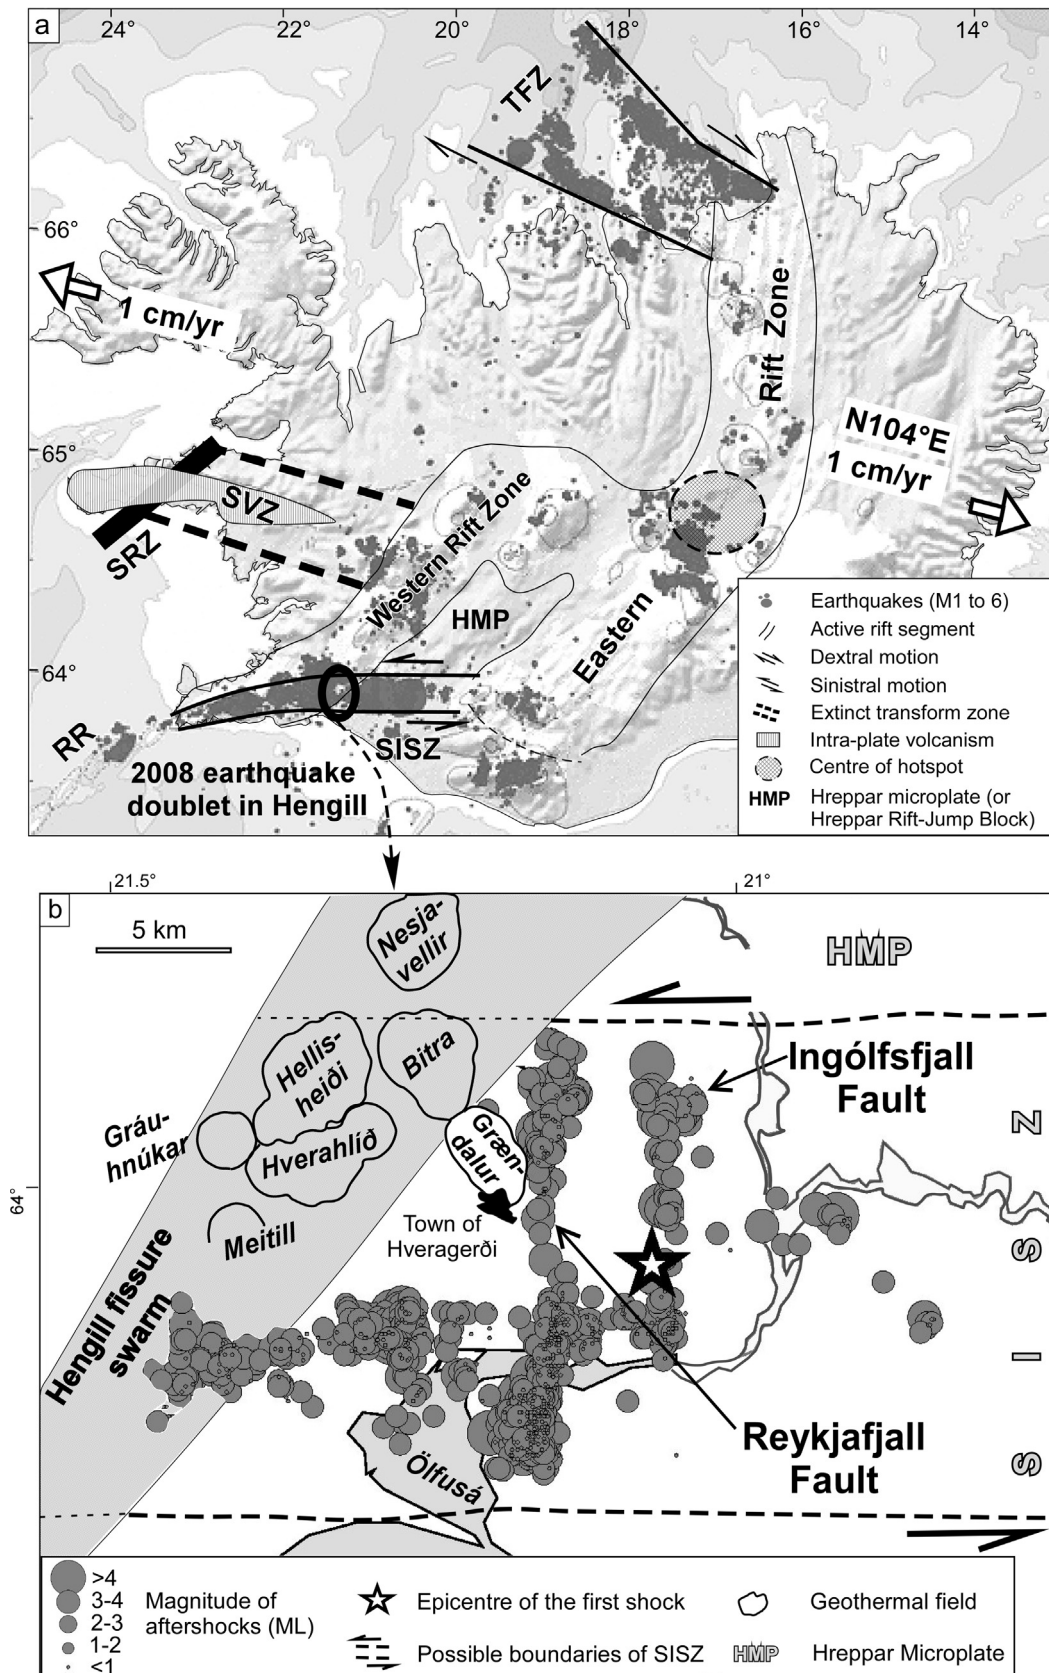 a
24°
22°
20°
18°
16°
14°
TFZ
66°
1 cm/yr
Rift Zone
N104°E
1 cm/yr
65°
SVZ
SRZ
Western Rift Zone
HMP
Eastern
64°
RR
SISZ
2008 earthquake
doublet in Hengill
Earthquakes (M1 to 6)
Active rift segment
Dextral motion
Sinistral motion
Extinct transform zone
Intra-plate volcanism
Centre of hotspot
HMP Hreppar microplate (or
Hreppar Rift-Jump Block)
21.5°
21°
b
5 km
Nesja-
vellir
HMP
Hellis-
heiði
Bitra
Ingólfsfjall
Fault
Gráu-
hnúkar
Hverahlíð
Græn-
dalur
64°
Meitill
Town of
Hveragerði
Hengill fissure
swarm
Reykjafjall
Fault
Ölfusá
S I S Z
>4
3-4
2-3
1-2
<1
Magnitude of
aftershocks (ML)
Epicentre of the first shock
Possible boundaries of SISZ
Geothermal field
HMP Hreppar Microplate